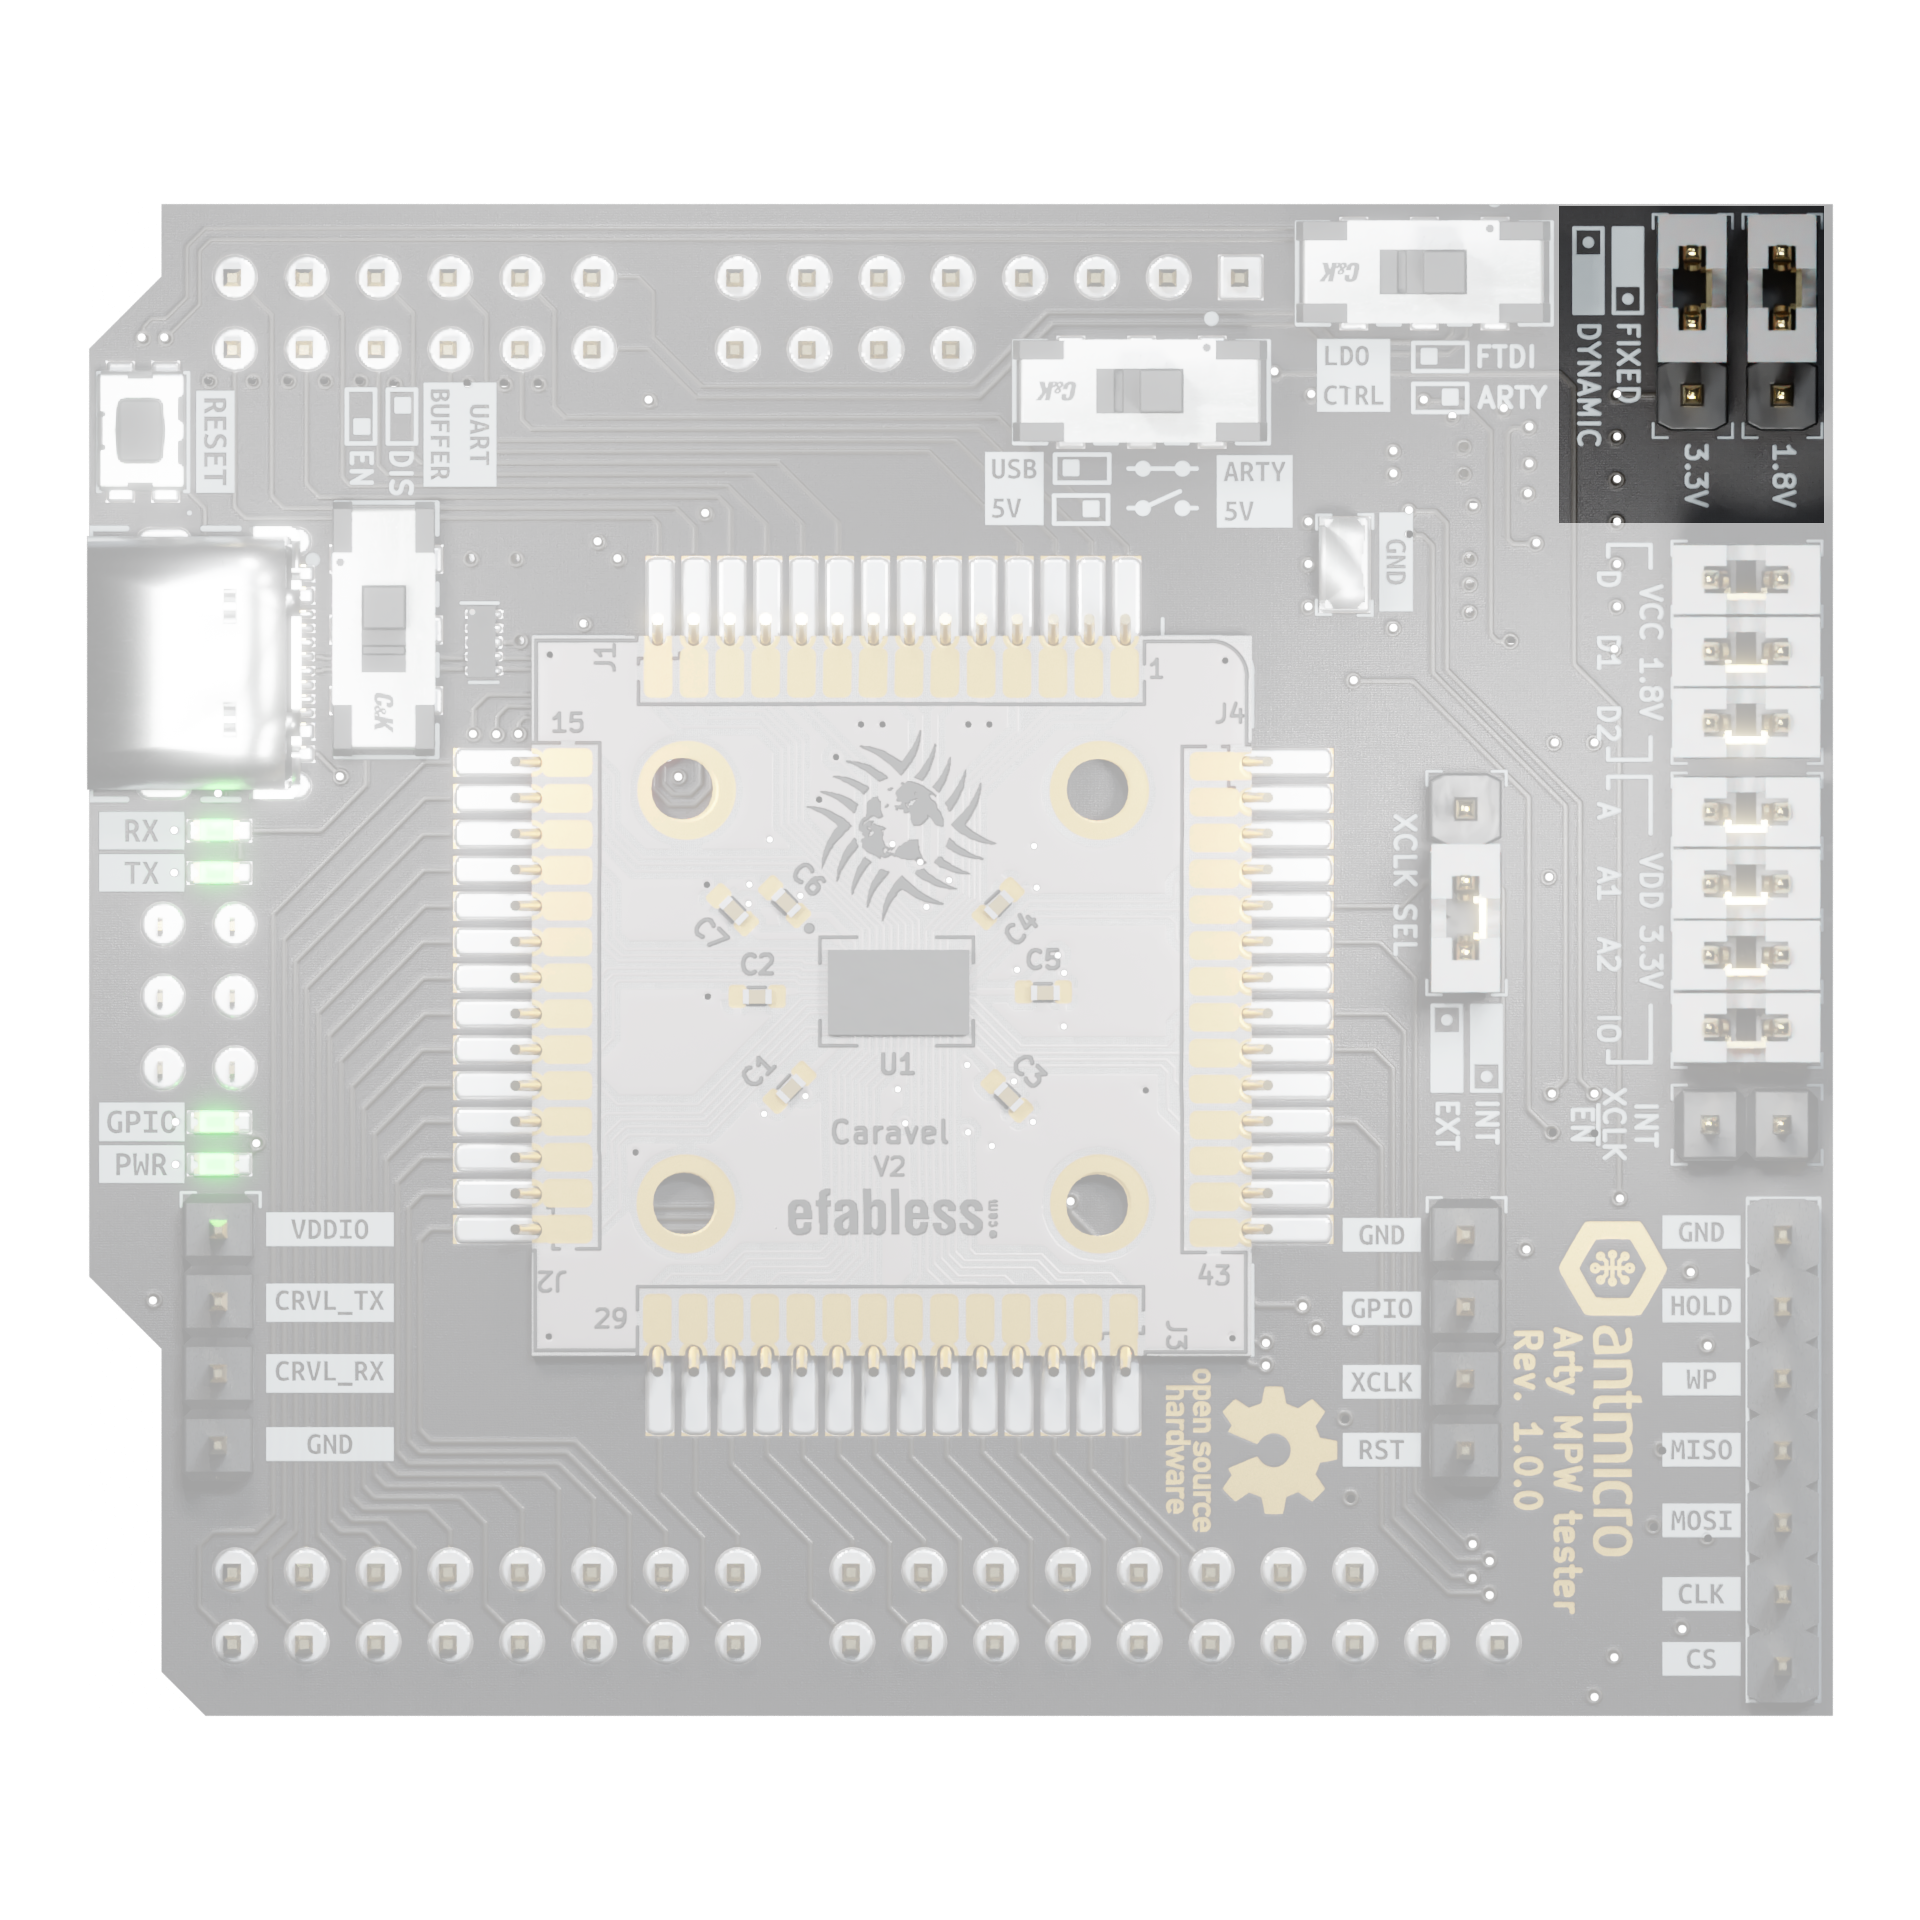 C&K
LDO
CTRL
FTDI
ARTY
FIXED
DYNAMIC
3.3V
1.8V
C&K
USB
5V
ARTY
5V
RESET
EN
DIS
UART
BUFFER
C&K
GND
VCC 1.8V
D
D1
D2
VDD 3.3V
A
A1
A2
IO
INT
XCLK
EN
XCLK SEL
EXT
INT
RX
TX
GPIO
PWR
VDDIO
CRVL_TX
CRVL_RX
GND
J1
1
J4
15
C7
C6
C4
C2
C5
C1
U1
C3
Caravel
V2
efabless.com
J2
43
29
J3
GND
GPIO
XCLK
RST
open source
hardware
antmicro
Arty MPW tester
Rev. 1.0.0
GND
HOLD
WP
MISO
MOSI
CLK
CS